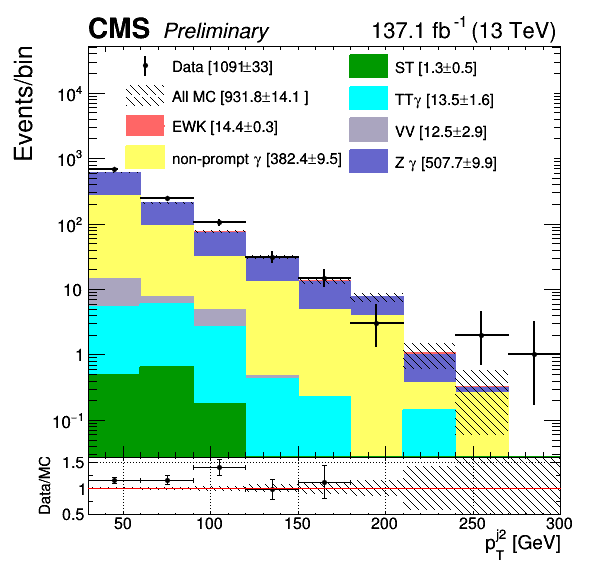 CMS Preliminary 137.1 fb⁻¹ (13 TeV)
Events/bin
Data [1091±33]
All MC [931.8±14.1 ]
EWK [14.4±0.3]
non-prompt γ [382.4±9.5]
ST [1.3±0.5]
TTγ [13.5±1.6]
VV [12.5±2.9]
Z γ [507.7±9.9]
10⁴
10³
10²
10
1
10⁻¹
Data/MC
1.5
1
0.5
50 100 150 200 250 300
p_T^{j2} [GeV]